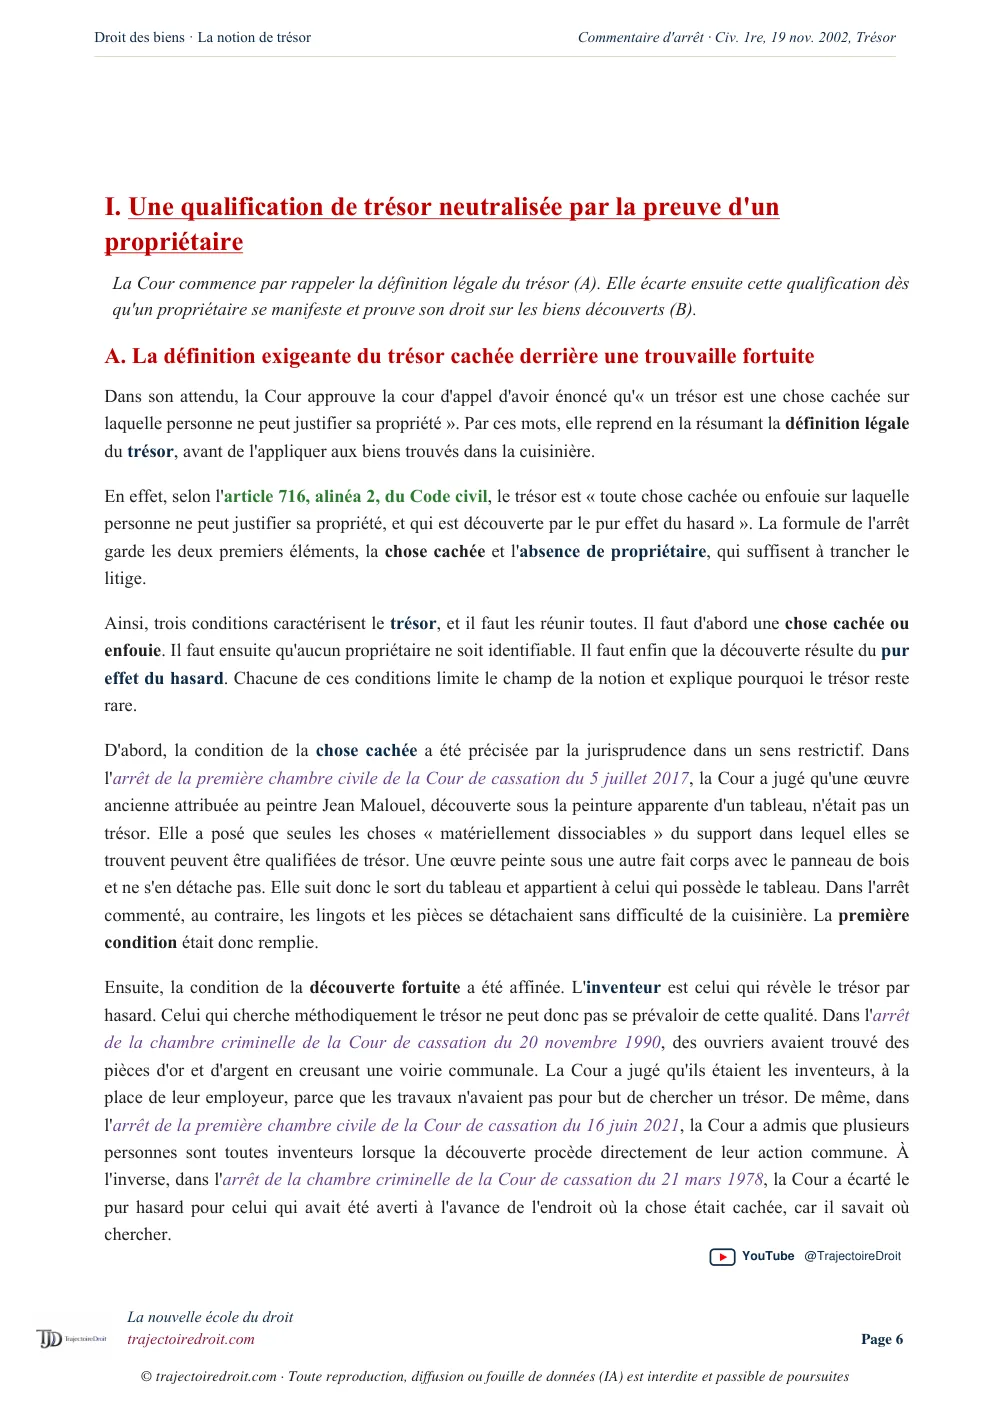 Droit des biens · La notion de trésor
Commentaire d'arrêt · Civ. 1re, 19 nov. 2002, Trésor
I. Une qualification de trésor neutralisée par la preuve d'un
propriétaire
La Cour commence par rappeler la définition légale du trésor (A). Elle écarte ensuite cette qualification dès
qu'un propriétaire se manifeste et prouve son droit sur les biens découverts (B).
A. La définition exigeante du trésor cachée derrière une trouvaille fortuite
Dans son attendu, la Cour approuve la cour d'appel d'avoir énoncé qu'« un trésor est une chose cachée sur
laquelle personne ne peut justifier sa propriété ». Par ces mots, elle reprend en la résumant la définition légale
du trésor, avant de l'appliquer aux biens trouvés dans la cuisinière.
En effet, selon l'article 716, alinéa 2, du Code civil, le trésor est « toute chose cachée ou enfouie sur laquelle
personne ne peut justifier sa propriété, et qui est découverte par le pur effet du hasard ». La formule de l'arrêt
garde les deux premiers éléments, la chose cachée et l'absence de propriétaire, qui suffisent à trancher le
litige.
Ainsi, trois conditions caractérisent le trésor, et il faut les réunir toutes. Il faut d'abord une chose cachée ou
enfouie. Il faut ensuite qu'aucun propriétaire ne soit identifiable. Il faut enfin que la découverte résulte du pur
effet du hasard. Chacune de ces conditions limite le champ de la notion et explique pourquoi le trésor reste
rare.
D'abord, la condition de la chose cachée a été précisée par la jurisprudence dans un sens restrictif. Dans
l'arrêt de la première chambre civile de la Cour de cassation du 5 juillet 2017, la Cour a jugé qu'une œuvre
ancienne attribuée au peintre Jean Malouel, découverte sous la peinture apparente d'un tableau, n'était pas un
trésor. Elle a posé que seules les choses « matériellement dissociables » du support dans lequel elles se
trouvent peuvent être qualifiées de trésor. Une œuvre peinte sous une autre fait corps avec le panneau de bois
et ne s'en détache pas. Elle suit donc le sort du tableau et appartient à celui qui possède le tableau. Dans l'arrêt
commenté, au contraire, les lingots et les pièces se détachaient sans difficulté de la cuisinière. La première
condition était donc remplie.
Ensuite, la condition de la découverte fortuite a été affinée. L'inventeur est celui qui révèle le trésor par
hasard. Celui qui cherche méthodiquement le trésor ne peut donc pas se prévaloir de cette qualité. Dans l'arrêt
de la chambre criminelle de la Cour de cassation du 20 novembre 1990, des ouvriers avaient trouvé des
pièces d'or et d'argent en creusant une voirie communale. La Cour a jugé qu'ils étaient les inventeurs, à la
place de leur employeur, parce que les travaux n'avaient pas pour but de chercher un trésor. De même, dans
l'arrêt de la première chambre civile de la Cour de cassation du 16 juin 2021, la Cour a admis que plusieurs
personnes sont toutes inventeurs lorsque la découverte procède directement de leur action commune. À
l'inverse, dans l'arrêt de la chambre criminelle de la Cour de cassation du 21 mars 1978, la Cour a écarté le
pur hasard pour celui qui avait été averti à l'avance de l'endroit où la chose était cachée, car il savait où
chercher.
YouTube @TrajectoireDroit
La nouvelle école du droit
TJD TrajectoireDroit
trajectoiredroit.com
Page 6
© trajectoiredroit.com · Toute reproduction, diffusion ou fouille de données (IA) est interdite et passible de poursuites